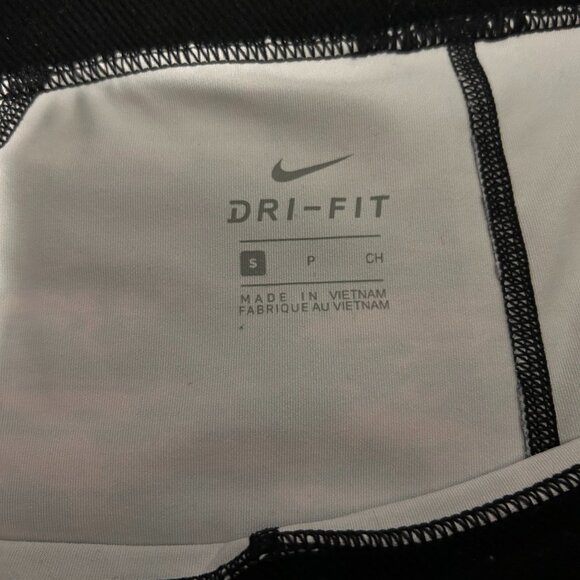 DRI-FIT
S P CH
MADE IN VIETNAM
FABRIQUE AU VIETNAM